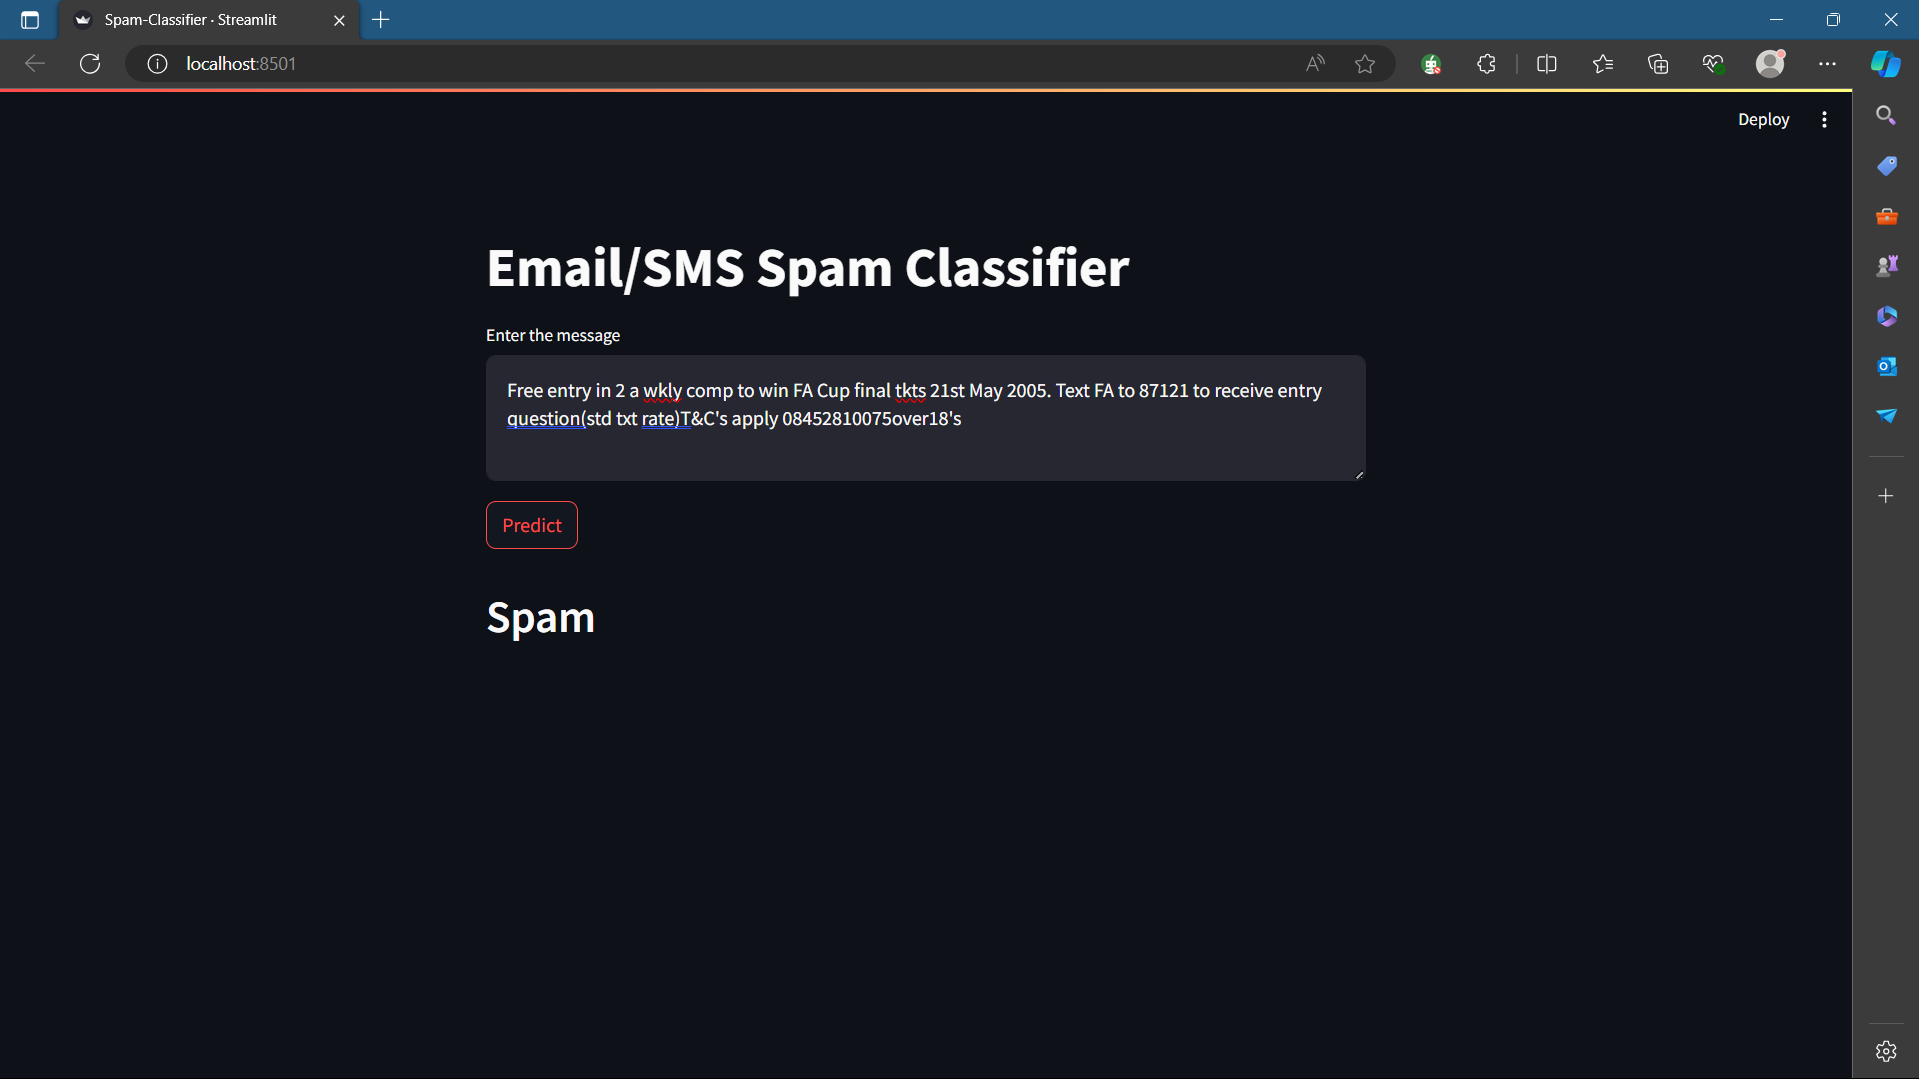 Spam-Classifier · Streamlit
localhost:8501
Deploy
Email/SMS Spam Classifier
Enter the message
Free entry in 2 a wkly comp to win FA Cup final tkts 21st May 2005. Text FA to 87121 to receive entry
question(std txt rate)T&C's apply 08452810075over18's
Predict
Spam